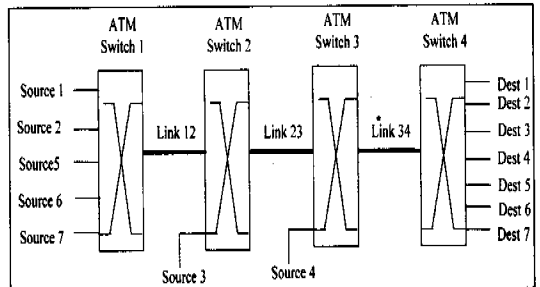 ATM
Switch 1
ATM
Switch 2
ATM
Switch 3
ATM
Switch 4
Source 1
Source 2
Source5
Source 6
Source 7
Link 12
Link 23
* Link 34
Source 3
Source 4
Dest 1
Dest 2
Dest 3
Dest 4
Dest 5
Dest 6
Dest 7